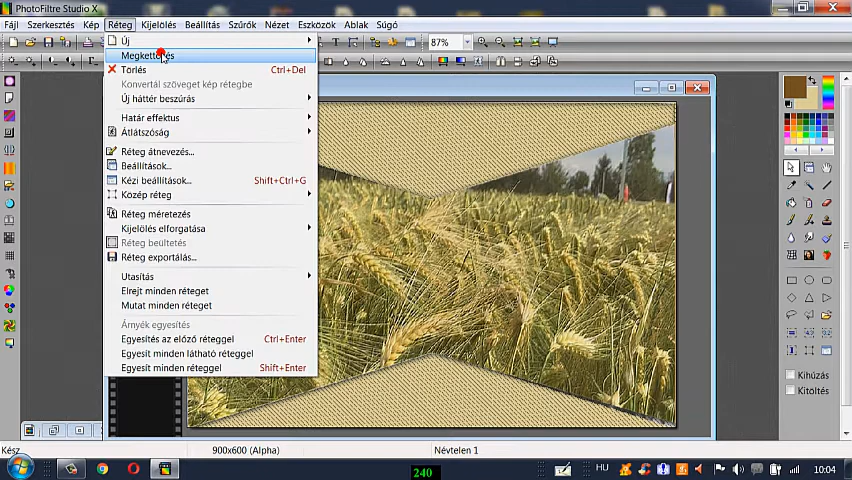 PhotoFiltre Studio X
Fájl Szerkesztés Kép Réteg Kijelölés Beállítás Szűrők Nézet Eszközök Ablak Súgó
87%
Új
Megkettőzés
Törlés Ctrl+Del
Konvertál szöveget kép rétegbe
Új háttér beszúrás
Határ effektus
Átlátszóság
Réteg átnevezés...
Beállítások...
Kézi beállítások... Shift+Ctrl+G
Közép réteg
Réteg méretezés
Kijelölés elforgatása
Réteg beültetés
Réteg exportálás...
Utasítás
Elrejt minden réteget
Mutat minden réteget
Árnyék egyesítés
Egyesítés az előző réteggel Ctrl+Enter
Egyesít minden látható réteggel
Egyesít minden réteggel Shift+Enter
Kihúzás
Kitöltés
Kész 900x600 (Alpha) Névtelen 1
240 HU 10:04